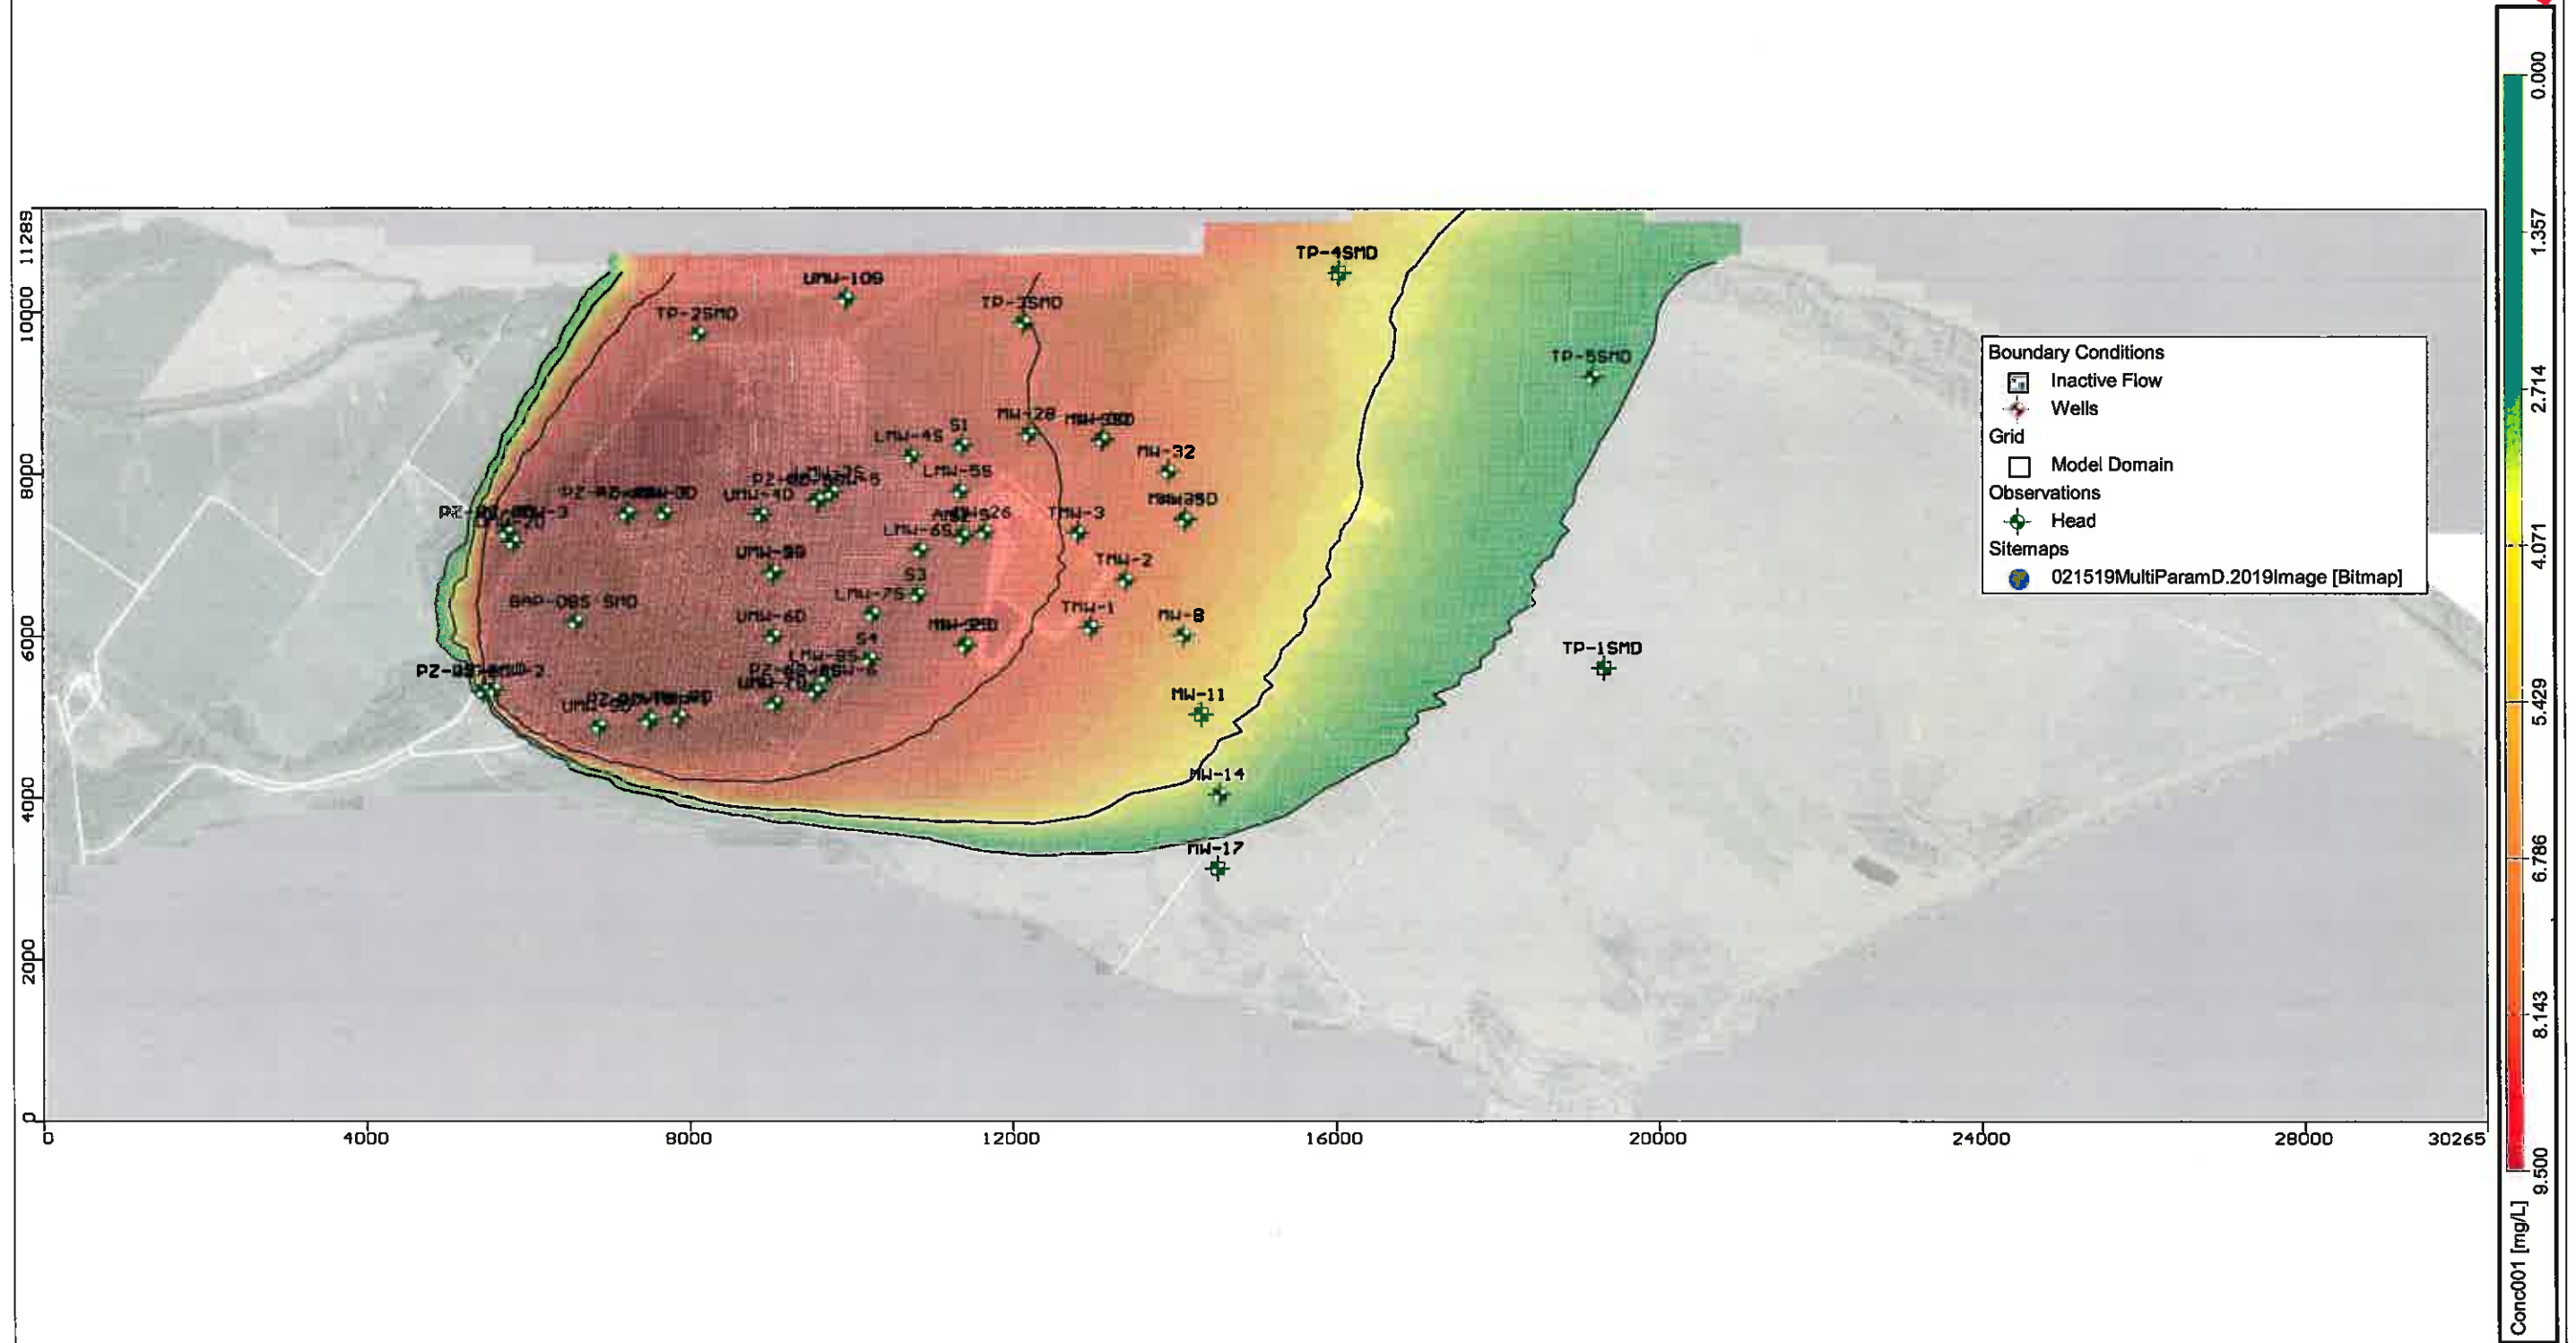 11289
10000
8000
6000
4000
2000
0
0
4000
8000
12000
16000
20000
24000
28000
30265
TP-4SMD
UMW-10S
TP-3SMD
TP-2SMD
TP-5SMD
MW-28
S1
LMW-4S
MW-32
LMW-5S
UMW-4D
TMW-3
LMW-6S
TMW-2
S3
LMW-7S
BAP-OBS SMD
TMW-1
MW-8
UMW-6D
S4
TP-1SMD
MW-11
MW-14
MW-17
Boundary Conditions
Inactive Flow
Wells
Grid
Model Domain
Observations
Head
Sitemaps
021519MultiParamD.2019Image [Bitmap]
0.000
1.357
2.714
4.071
5.429
6.786
8.143
9.500
Conc001 [mg/L]